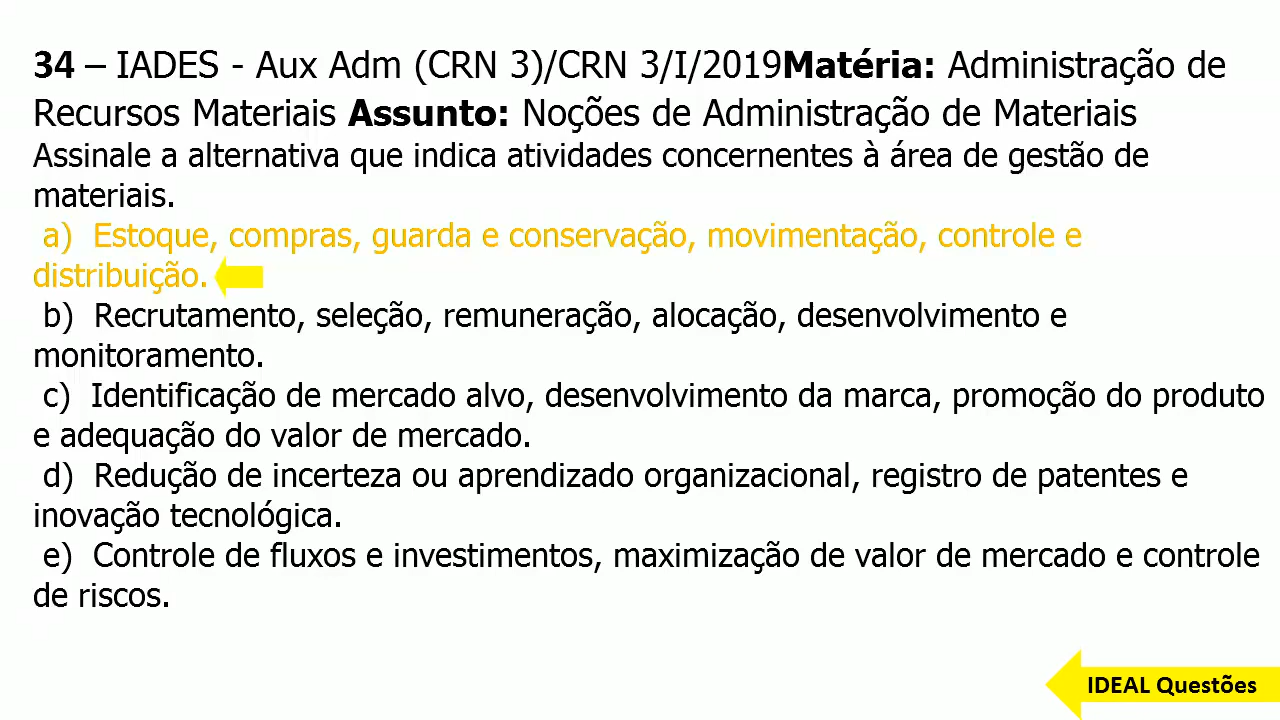 34 – IADES - Aux Adm (CRN 3)/CRN 3/I/2019Matéria: Administração de
Recursos Materiais Assunto: Noções de Administração de Materiais
Assinale a alternativa que indica atividades concernentes à área de gestão de
materiais.
a) Estoque, compras, guarda e conservação, movimentação, controle e
distribuição.
b) Recrutamento, seleção, remuneração, alocação, desenvolvimento e
monitoramento.
c) Identificação de mercado alvo, desenvolvimento da marca, promoção do produto
e adequação do valor de mercado.
d) Redução de incerteza ou aprendizado organizacional, registro de patentes e
inovação tecnológica.
e) Controle de fluxos e investimentos, maximização de valor de mercado e controle
de riscos.
IDEAL Questões